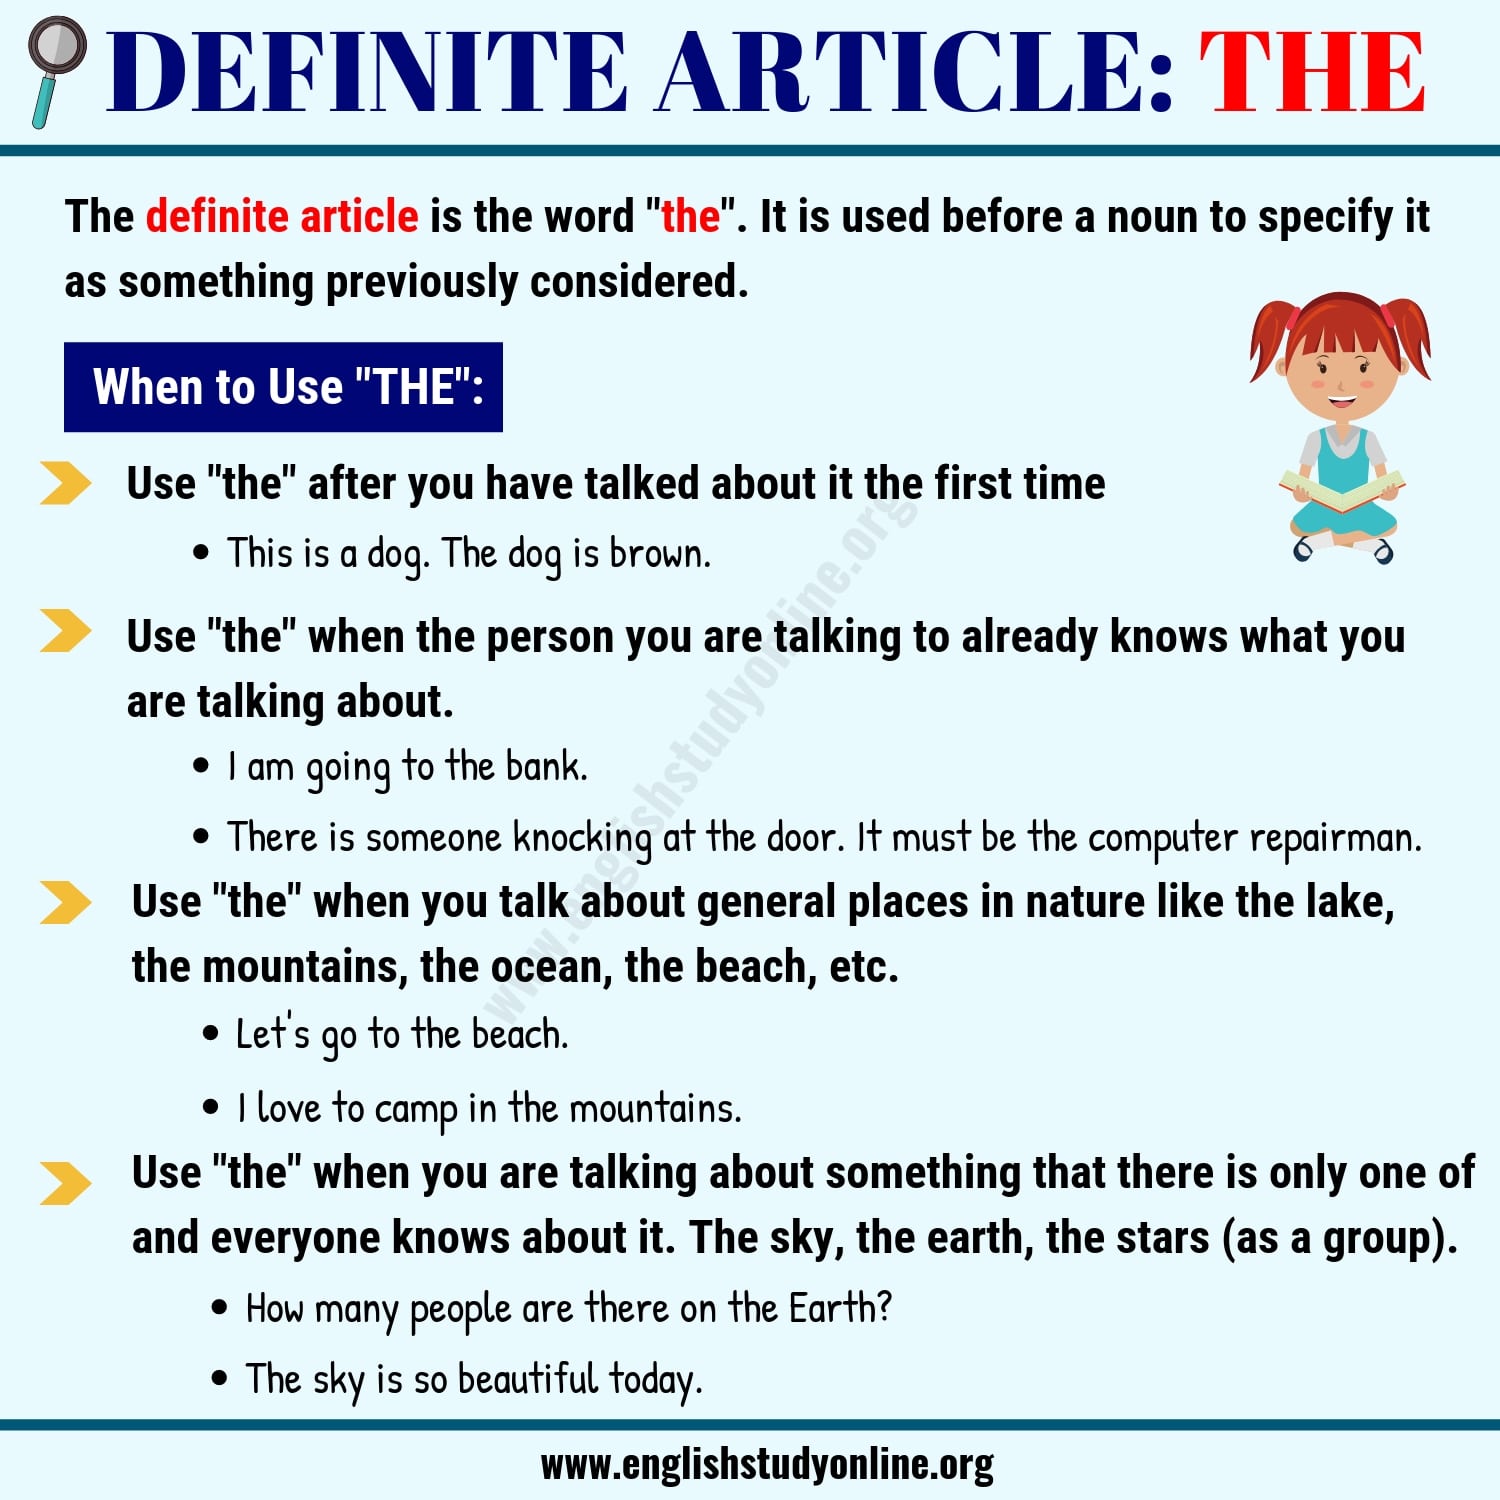 DEFINITE ARTICLE: THE
The definite article is the word "the". It is used before a noun to specify it
as something previously considered.
When to Use "THE":
Use "the" after you have talked about it the first time
• This is a dog. The dog is brown.
Use "the" when the person you are talking to already knows what you
are talking about.
• I am going to the bank.
• There is someone knocking at the door. It must be the computer repairman.
Use "the" when you talk about general places in nature like the lake,
the mountains, the ocean, the beach, etc.
• Let's go to the beach.
• I love to camp in the mountains.
Use "the" when you are talking about something that there is only one of
and everyone knows about it. The sky, the earth, the stars (as a group).
• How many people are there on the Earth?
• The sky is so beautiful today.
www.englishstudyonline.org
www.englishstudyonline.org